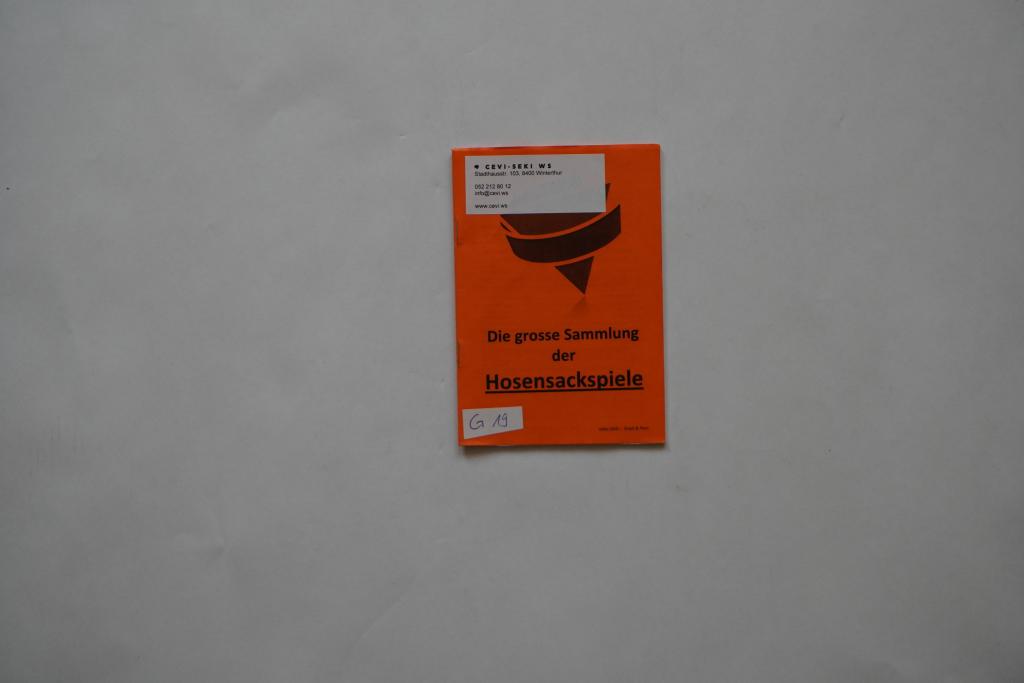 CEVI-SEKI WS
Stadthausstr. 103, 8400 Winterthur
052 212 80 12
info@cevi.ws
www.cevi.ws
Die grosse Sammlung
der
Hosensackspiele
G 19